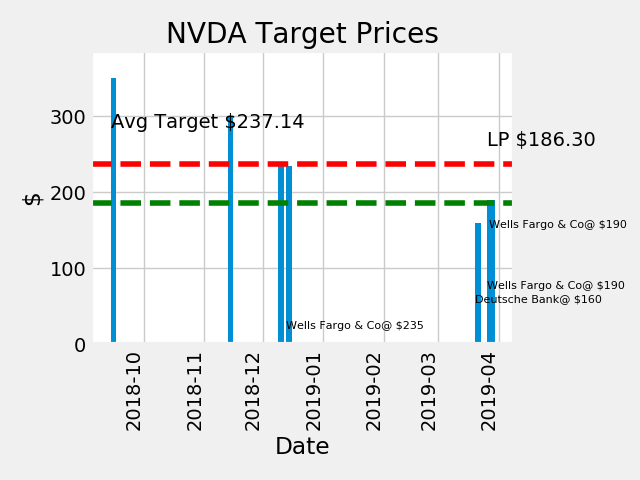 NVDA Target Prices
300
Avg Target $237.14
LP $186.30
200
$
Wells Fargo & Co@ $190
100
Wells Fargo & Co@ $190
Deutsche Bank@ $160
Wells Fargo & Co@ $235
0
2018-10
2018-11
2018-12
2019-01
2019-02
2019-03
2019-04
Date